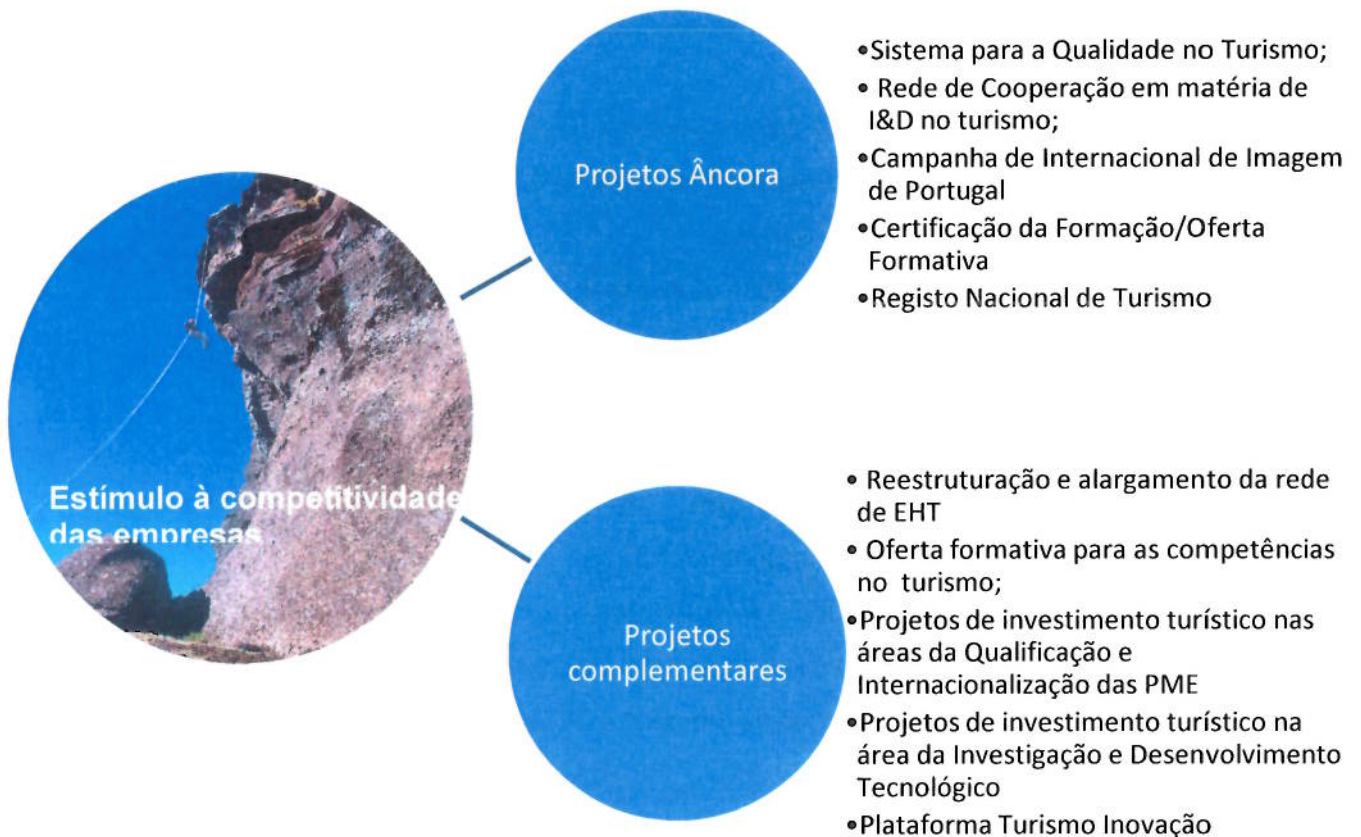 Estímulo à competitividade
das empresas
Projetos Âncora
•Sistema para a Qualidade no Turismo;
• Rede de Cooperação em matéria de
I&D no turismo;
•Campanha de Internacional de Imagem
de Portugal
•Certificação da Formação/Oferta
Formativa
•Registo Nacional de Turismo
Projetos
complementares
• Reestruturação e alargamento da rede
de EHT
• Oferta formativa para as competências
no turismo;
•Projetos de investimento turístico nas
áreas da Qualificação e
Internacionalização das PME
•Projetos de investimento turístico na
área da Investigação e Desenvolvimento
Tecnológico
•Plataforma Turismo Inovação